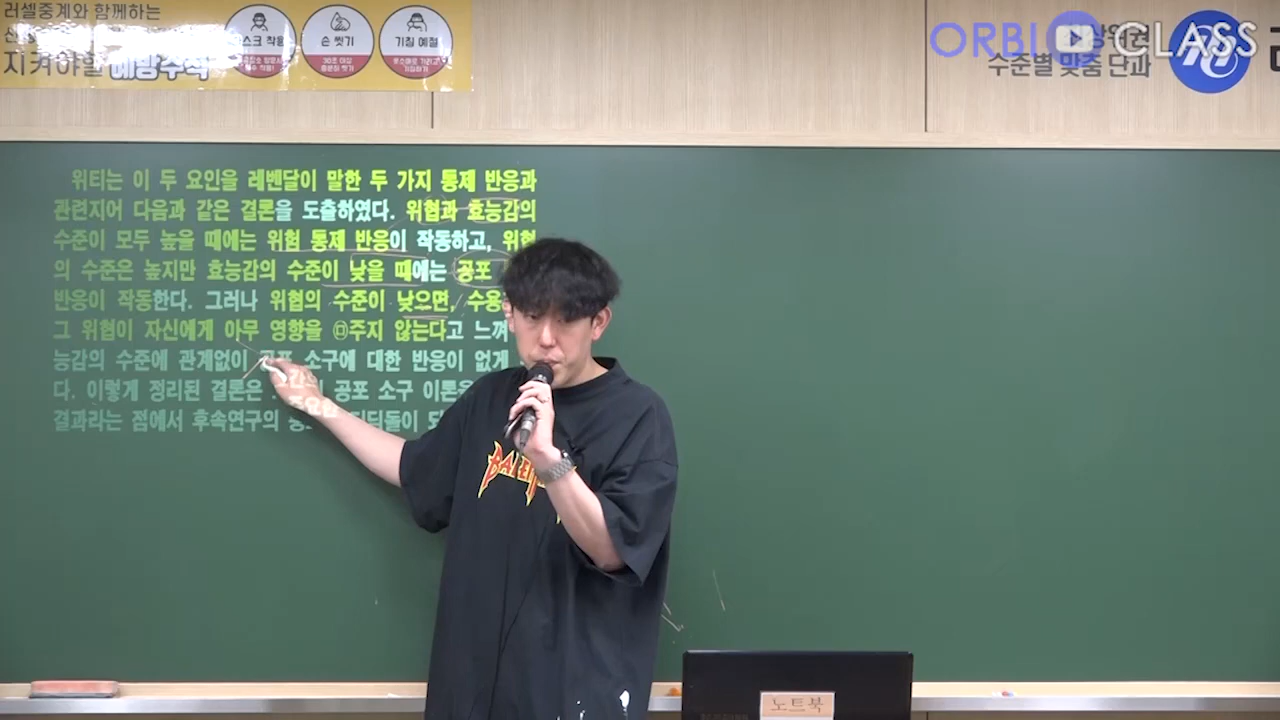 러셀중계와 함께하는
지켜야할 예방수칙
손 씻기
30초 이상
기침 예절
ORBI CLASS
수준별 맞춤 단과
위티는 이 두 요인을 레벤달이 말한 두 가지 통제 반응과
관련지어 다음과 같은 결론을 도출하였다. 위협과 효능감의
수준이 모두 높을 때에는 위험 통제 반응이 작동하고, 위협
의 수준은 높지만 효능감의 수준이 낮을 때에는 공포
반응이 작동한다. 그러나 위협의 수준이 낮으면, 수용
그 위협이 자신에게 아무 영향을 ㉤주지 않는다고 느껴
능감의 수준에 관계없이 공포 소구에 대한 반응이 없게
다. 이렇게 정리된 결론은 공포 소구 이론을
결과라는 점에서 후속연구의 디딤돌이
노트북